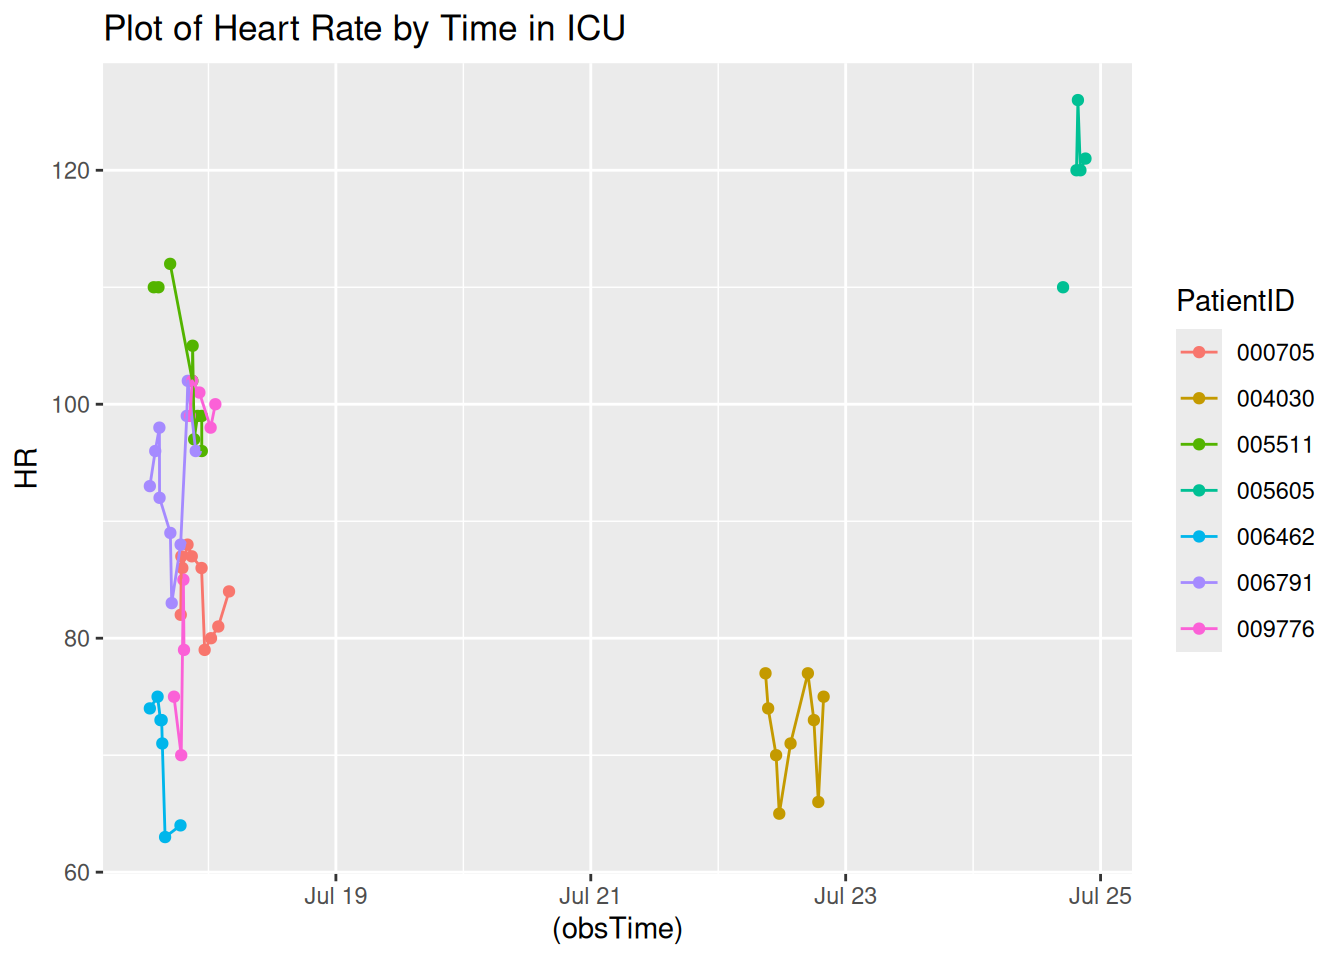 Plot of Heart Rate by Time in ICU
HR
120
100
80
60
Jul 19
Jul 21
Jul 23
Jul 25
(obsTime)
PatientID
000705
004030
005511
005605
006462
006791
009776